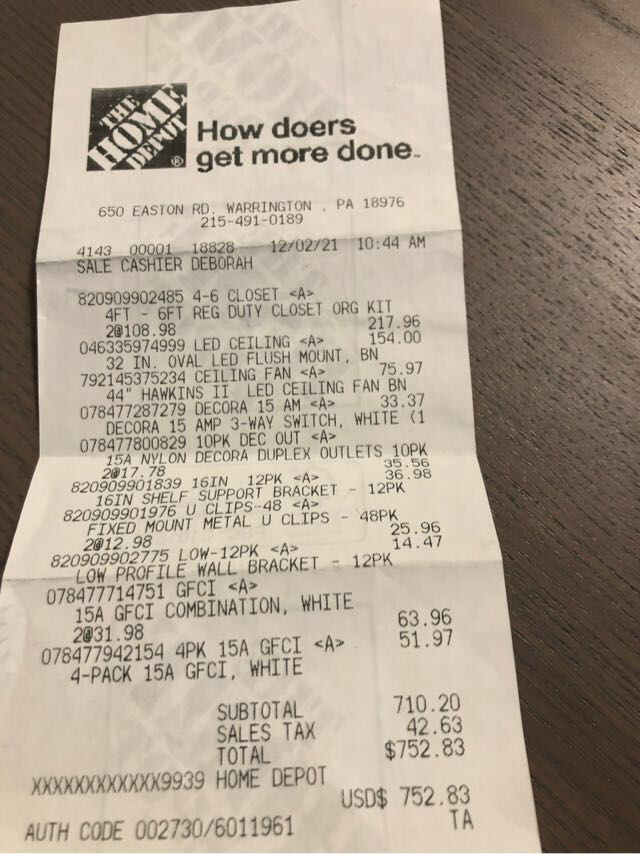 THE
HOME
DEPOT
®
How doers
get more done™
650 EASTON RD. WARRINGTON , PA 18976
215-491-0189
4143 00001 18828 12/02/21 10:44 AM
SALE CASHIER DEBORAH
820909902485 4-6 CLOSET <A>
4FT - 6FT REG DUTY CLOSET ORG KIT
2@108.98 217.96
046335974999 LED CEILING <A> 154.00
32 IN. OVAL LED FLUSH MOUNT, BN
792145375234 CEILING FAN <A> 75.97
44" HAWKINS II LED CEILING FAN BN
078477287279 DECORA 15 AM <A> 33.37
DECORA 15 AMP 3-WAY SWITCH, WHITE (1
078477800829 10PK DEC OUT <A>
15A NYLON DECORA DUPLEX OUTLETS 10PK
2@17.78 35.56
820909901839 16IN 12PK <A> 36.98
16IN SHELF SUPPORT BRACKET - 12PK
820909901976 U CLIPS-48 <A>
FIXED MOUNT METAL U CLIPS - 48PK
2@12.98 25.96
820909902775 LOW-12PK <A> 14.47
LOW PROFILE WALL BRACKET - 12PK
078477714751 GFCI <A>
15A GFCI COMBINATION, WHITE
2@31.98 63.96
078477942154 4PK 15A GFCI <A> 51.97
4-PACK 15A GFCI, WHITE
SUBTOTAL 710.20
SALES TAX 42.63
TOTAL $752.83
XXXXXXXXXXXX9939 HOME DEPOT
USD$ 752.83
AUTH CODE 002730/6011961 TA